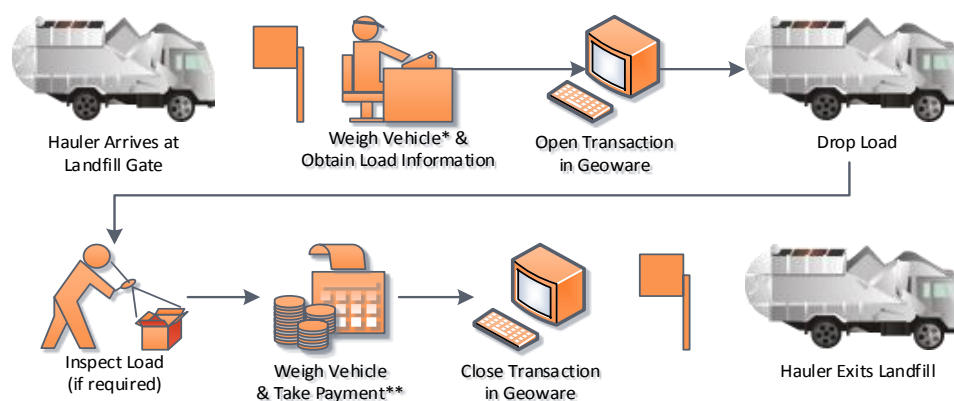 Hauler Arrives at
Landfill Gate
Weigh Vehicle* &
Obtain Load Information
Open Transaction
in Geoware
Drop Load
Inspect Load
(if required)
Weigh Vehicle
& Take Payment**
Close Transaction
in Geoware
Hauler Exits Landfill